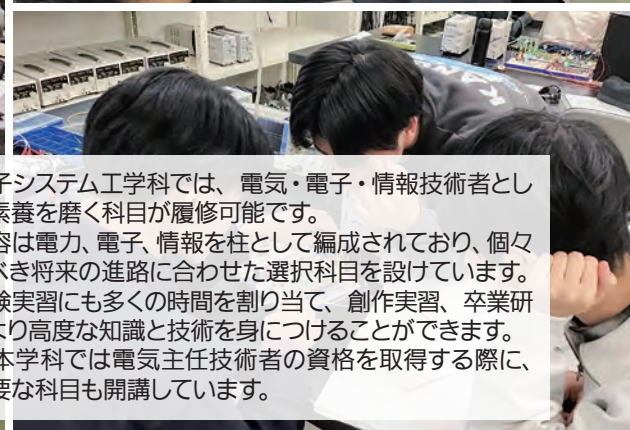 子システム工学科では、電気・電子・情報技術者とし
素養を磨く科目が履修可能です。
容は電力、電子、情報を柱として編成されており、個々
べき将来の進路に合わせた選択科目を設けています。
験実習にも多くの時間を割り当て、創作実習、卒業研
より高度な知識と技術を身につけることができます。
本学科では電気主任技術者の資格を取得する際に、
要な科目も開講しています。